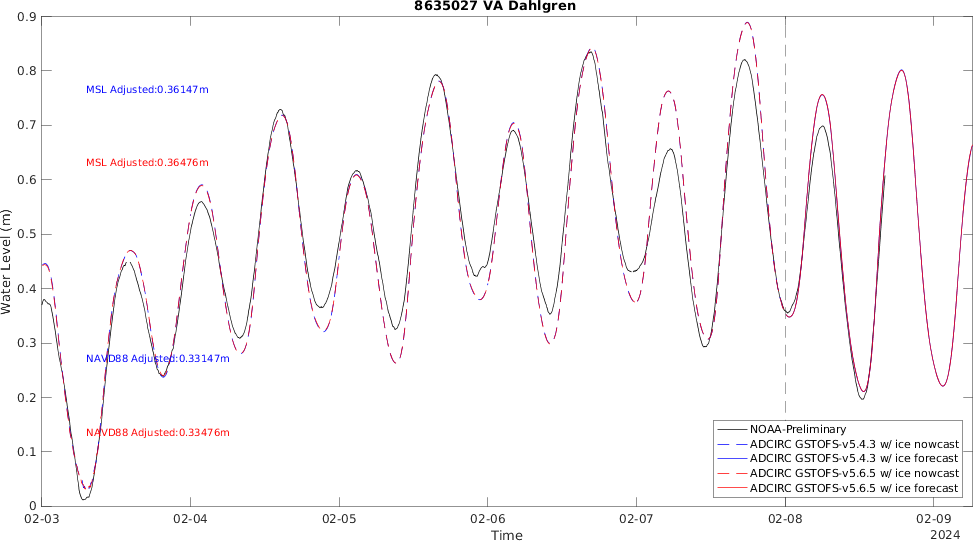 8635027 VA Dahlgren
0.9
0.8
0.7
0.6
0.5
0.4
0.3
0.2
0.1
0
Water Level (m)
MSL Adjusted:0.36147m
MSL Adjusted:0.36476m
NAVD88 Adjusted:0.33147m
NAVD88 Adjusted:0.33476m
NOAA-Preliminary
ADCIRC GSTOFS-v5.4.3 w/ ice nowcast
ADCIRC GSTOFS-v5.4.3 w/ ice forecast
ADCIRC GSTOFS-v5.6.5 w/ ice nowcast
ADCIRC GSTOFS-v5.6.5 w/ ice forecast
02-03 02-04 02-05 02-06 02-07 02-08 02-09
Time 2024